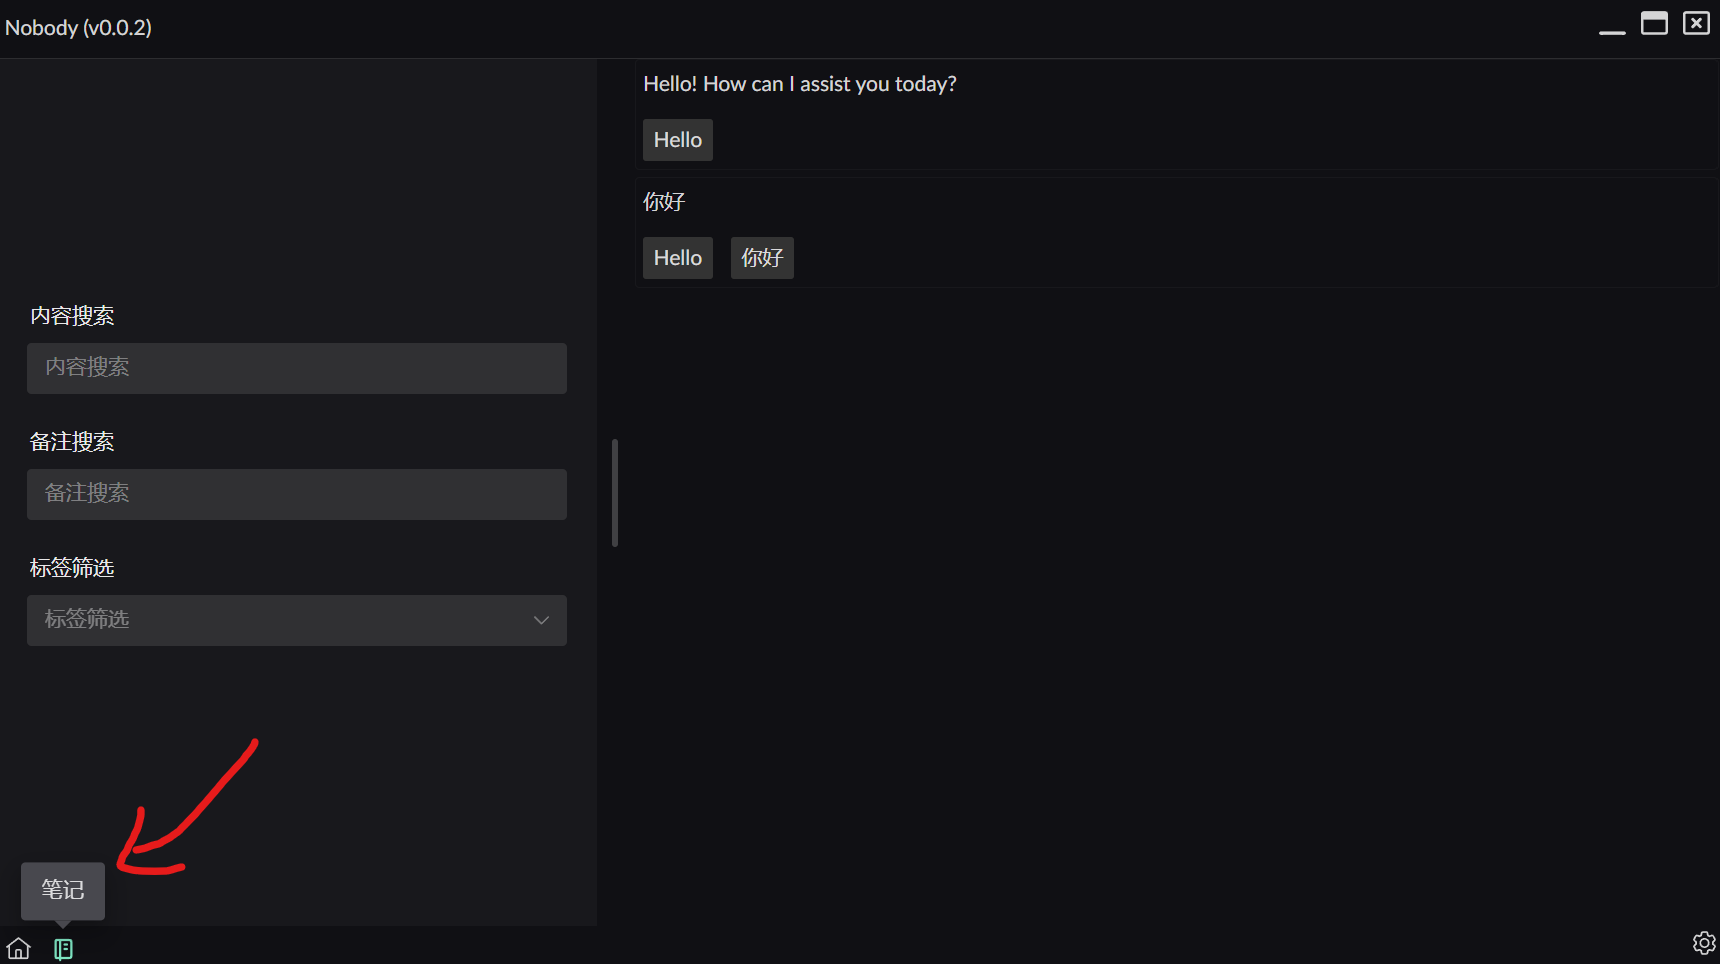 Nobody (v0.0.2)
Hello! How can I assist you today?
Hello
你好
Hello 你好
内容搜索
内容搜索
备注搜索
备注搜索
标签筛选
标签筛选
笔记